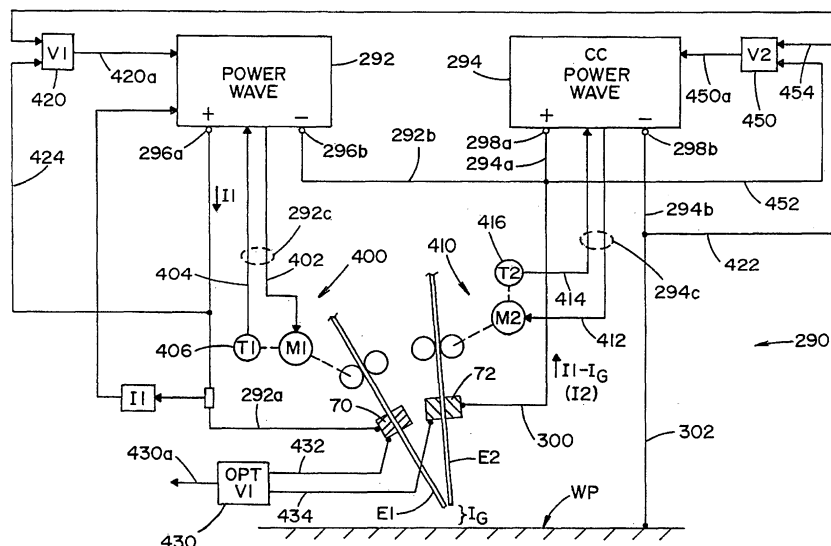 V1
420
420a
POWER
WAVE
292
294
CC
POWER
WAVE
V2
450
450a
454
+
−
296a
296b
292b
298a
294a
+
−
298b
452
294b
422
424
↓I1
292c
404
402
400
410
416
T2
414
294c
406
T1
M1
M2
412
290
70
72
I1
292a
↑I1-IG
(I2)
300
302
430a
432
OPT
V1
434
430
E1
E2
}IG
WP